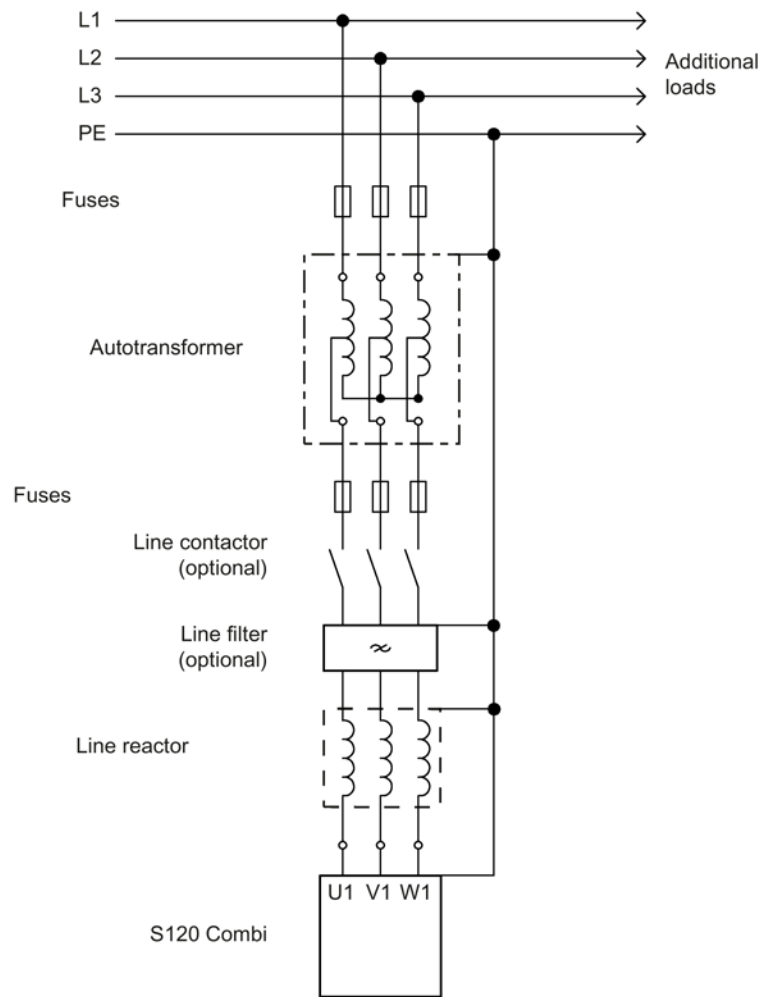 L1
L2
L3
PE
Additional
loads
Fuses
Autotransformer
Fuses
Line contactor
(optional)
Line filter
(optional)
Line reactor
U1 V1 W1
S120 Combi